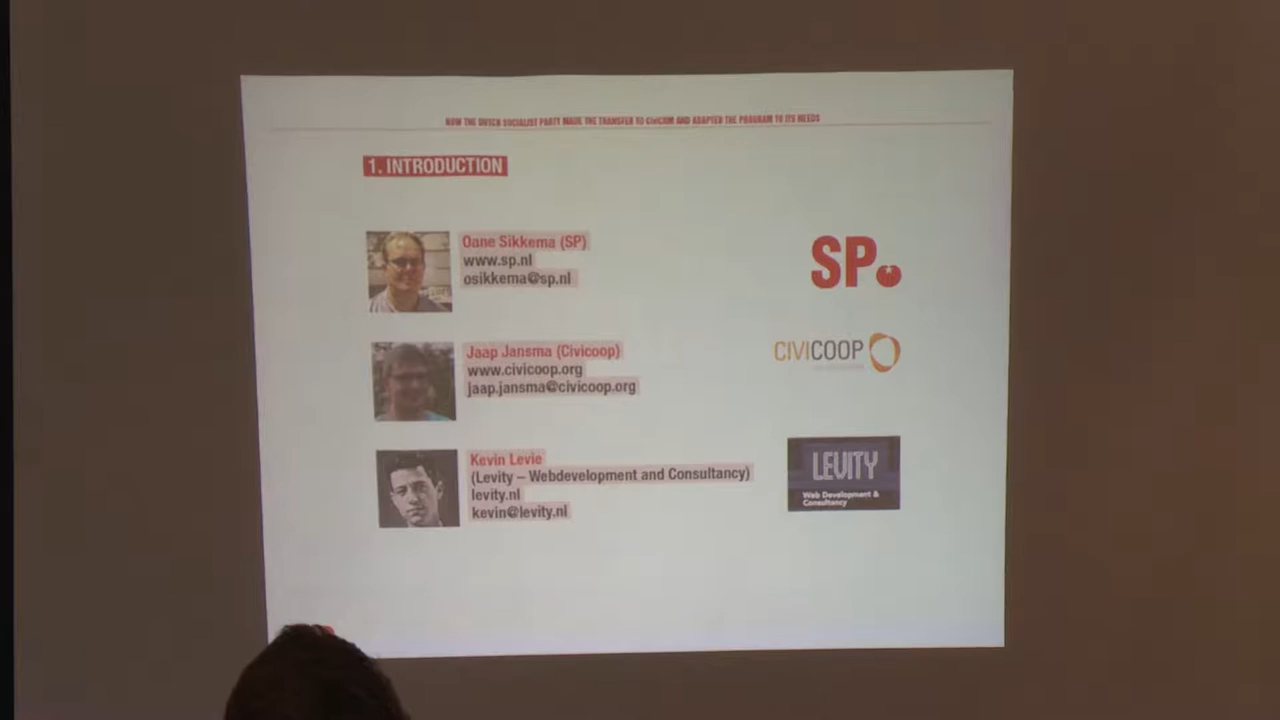 HOW THE DUTCH SOCIALIST PARTY MADE THE TRANSFER TO CIVICRM AND ADAPTED THE PROGRAM TO ITS NEEDS
1. INTRODUCTION
Oane Sikkema (SP)
www.sp.nl
osikkema@sp.nl
SP.
Jaap Jansma (Civicoop)
www.civicoop.org
jaap.jansma@civicoop.org
CIVICOOP
Kevin Levie
(Levity – Webdevelopment and Consultancy)
levity.nl
kevin@levity.nl
LEVITY
Web Development &
Consultancy